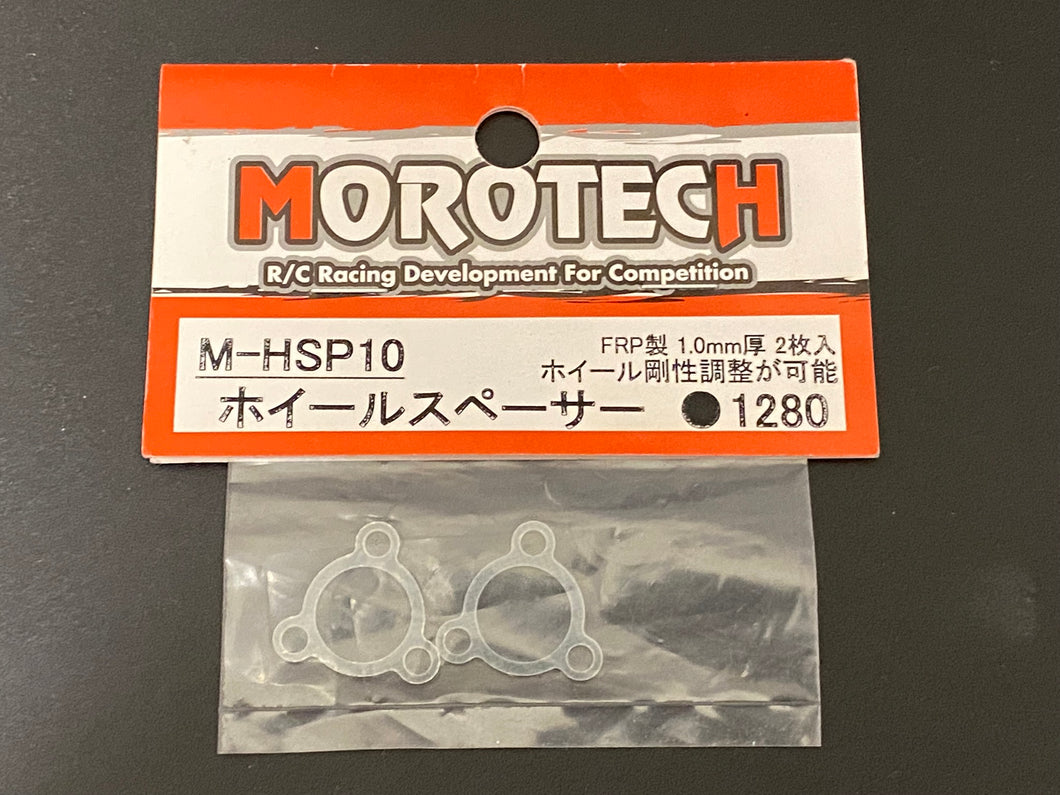 MOROTECH
R/C Racing Development For Competition
M-HSP10
FRP製 1.0mm厚 2枚入
ホイール剛性調整が可能
ホイールスペーサー ●1280